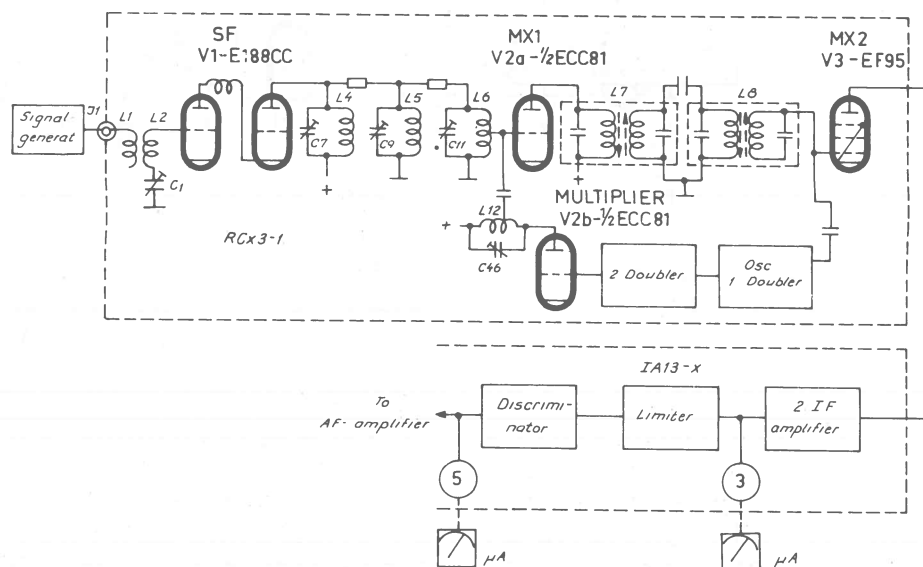 SF
V1-E188CC
MX1
V2a-½ECC81
MX2
V3-EF95
Signal-
generat
J1
L1
L2
C1
L4
C7
L5
C9
L6
C11
L7
L8
MULTIPLIER
V2b-½ECC81
+
+
L12
+
C46
RCx3-1
2 Doubler
Osc
1 Doubler
IA13-x
To
AF-amplifier
Discrimi-
nator
Limiter
2. IF
amplifier
5
3
µA
µA